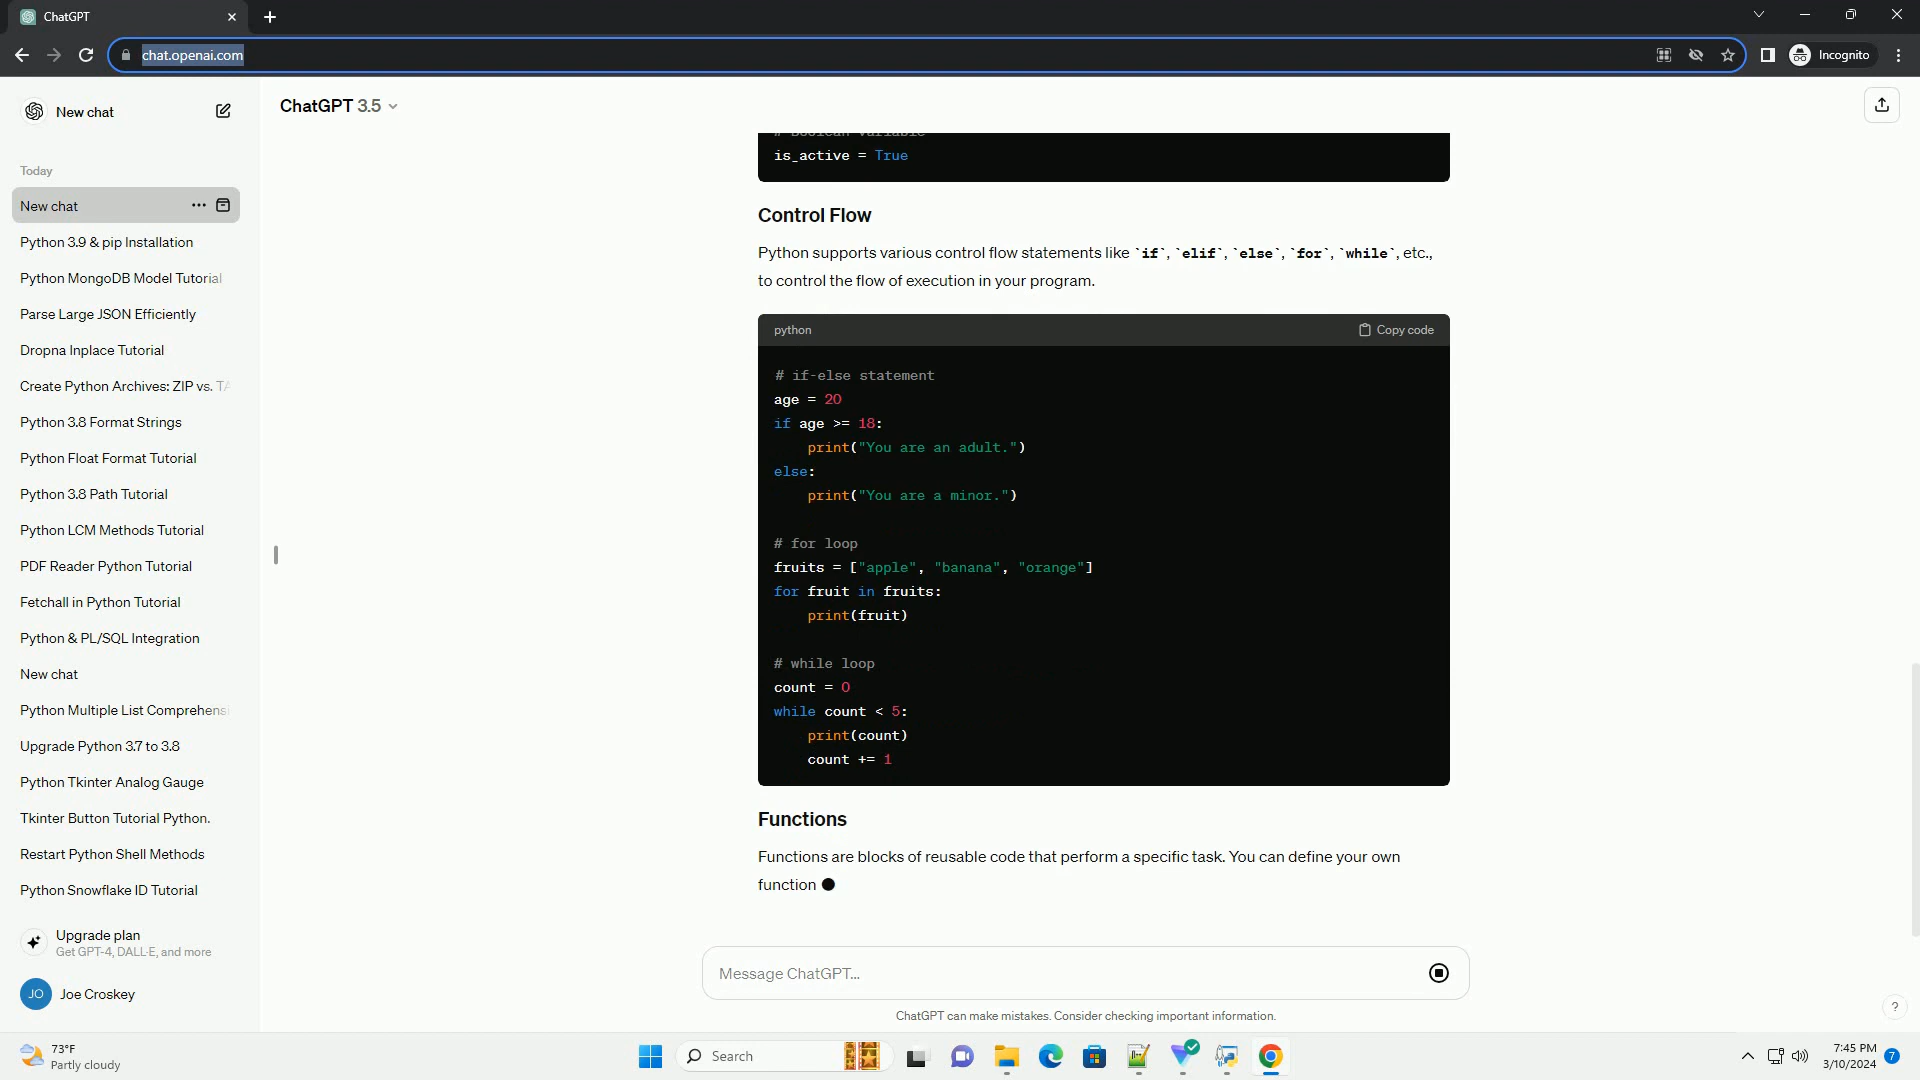 ChatGPT
chat.openai.com
Incognito
New chat
Today
New chat
Python 3.9 & pip Installation
Python MongoDB Model Tutorial
Parse Large JSON Efficiently
Dropna Inplace Tutorial
Create Python Archives: ZIP vs. TA
Python 3.8 Format Strings
Python Float Format Tutorial
Python 3.8 Path Tutorial
Python LCM Methods Tutorial
PDF Reader Python Tutorial
Fetchall in Python Tutorial
Python & PL/SQL Integration
New chat
Python Multiple List Comprehensi
Upgrade Python 3.7 to 3.8
Python Tkinter Analog Gauge
Tkinter Button Tutorial Python.
Restart Python Shell Methods
Python Snowflake ID Tutorial
Upgrade plan
Get GPT-4, DALL·E, and more
JO Joe Croskey
ChatGPT 3.5
# Boolean variable
is_active = True
Control Flow
Python supports various control flow statements like `if`, `elif`, `else`, `for`, `while`, etc.,
to control the flow of execution in your program.
python
Copy code
# if-else statement
age = 20
if age >= 18:
    print("You are an adult.")
else:
    print("You are a minor.")
# for loop
fruits = ["apple", "banana", "orange"]
for fruit in fruits:
    print(fruit)
# while loop
count = 0
while count < 5:
    print(count)
    count += 1
Functions
Functions are blocks of reusable code that perform a specific task. You can define your own
function
Message ChatGPT...
ChatGPT can make mistakes. Consider checking important information.
?
73°F
Partly cloudy
Search
7:45 PM
3/10/2024
7